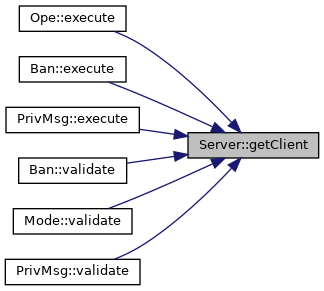 Ope::execute
Ban::execute
PrivMsg::execute
Server::getClient
Ban::validate
Mode::validate
PrivMsg::validate